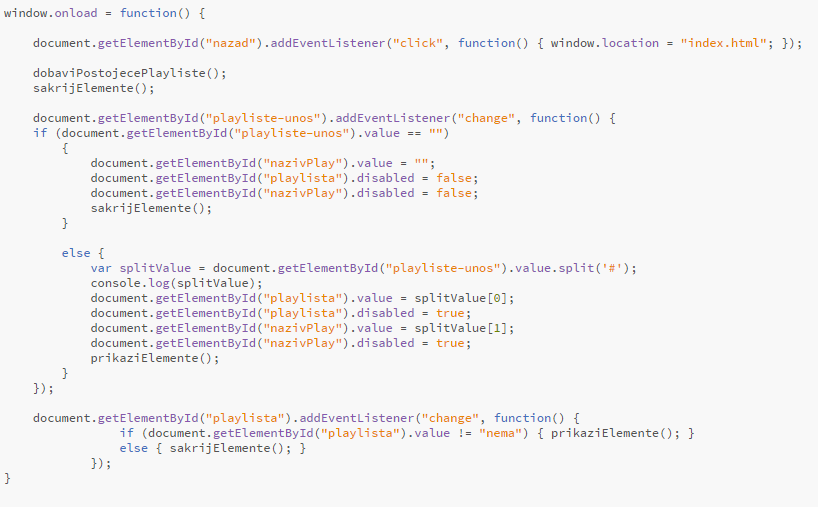 window.onload = function() {
document.getElementById("nazad").addEventListener("click", function() { window.location = "index.html"; });
dobaviPostojecePlayliste();
sakrijElemente();
document.getElementById("playliste-unos").addEventListener("change", function() {
if (document.getElementById("playliste-unos").value == "")
{
document.getElementById("nazivPlay").value = "";
document.getElementById("playlista").disabled = false;
document.getElementById("nazivPlay").disabled = false;
sakrijElemente();
}
else {
var splitValue = document.getElementById("playliste-unos").value.split('#');
console.log(splitValue);
document.getElementById("playlista").value = splitValue[0];
document.getElementById("playlista").disabled = true;
document.getElementById("nazivPlay").value = splitValue[1];
document.getElementById("nazivPlay").disabled = true;
prikaziElemente();
}
});
document.getElementById("playlista").addEventListener("change", function() {
if (document.getElementById("playlista").value != "nema") { prikaziElemente(); }
else { sakrijElemente(); }
});
}